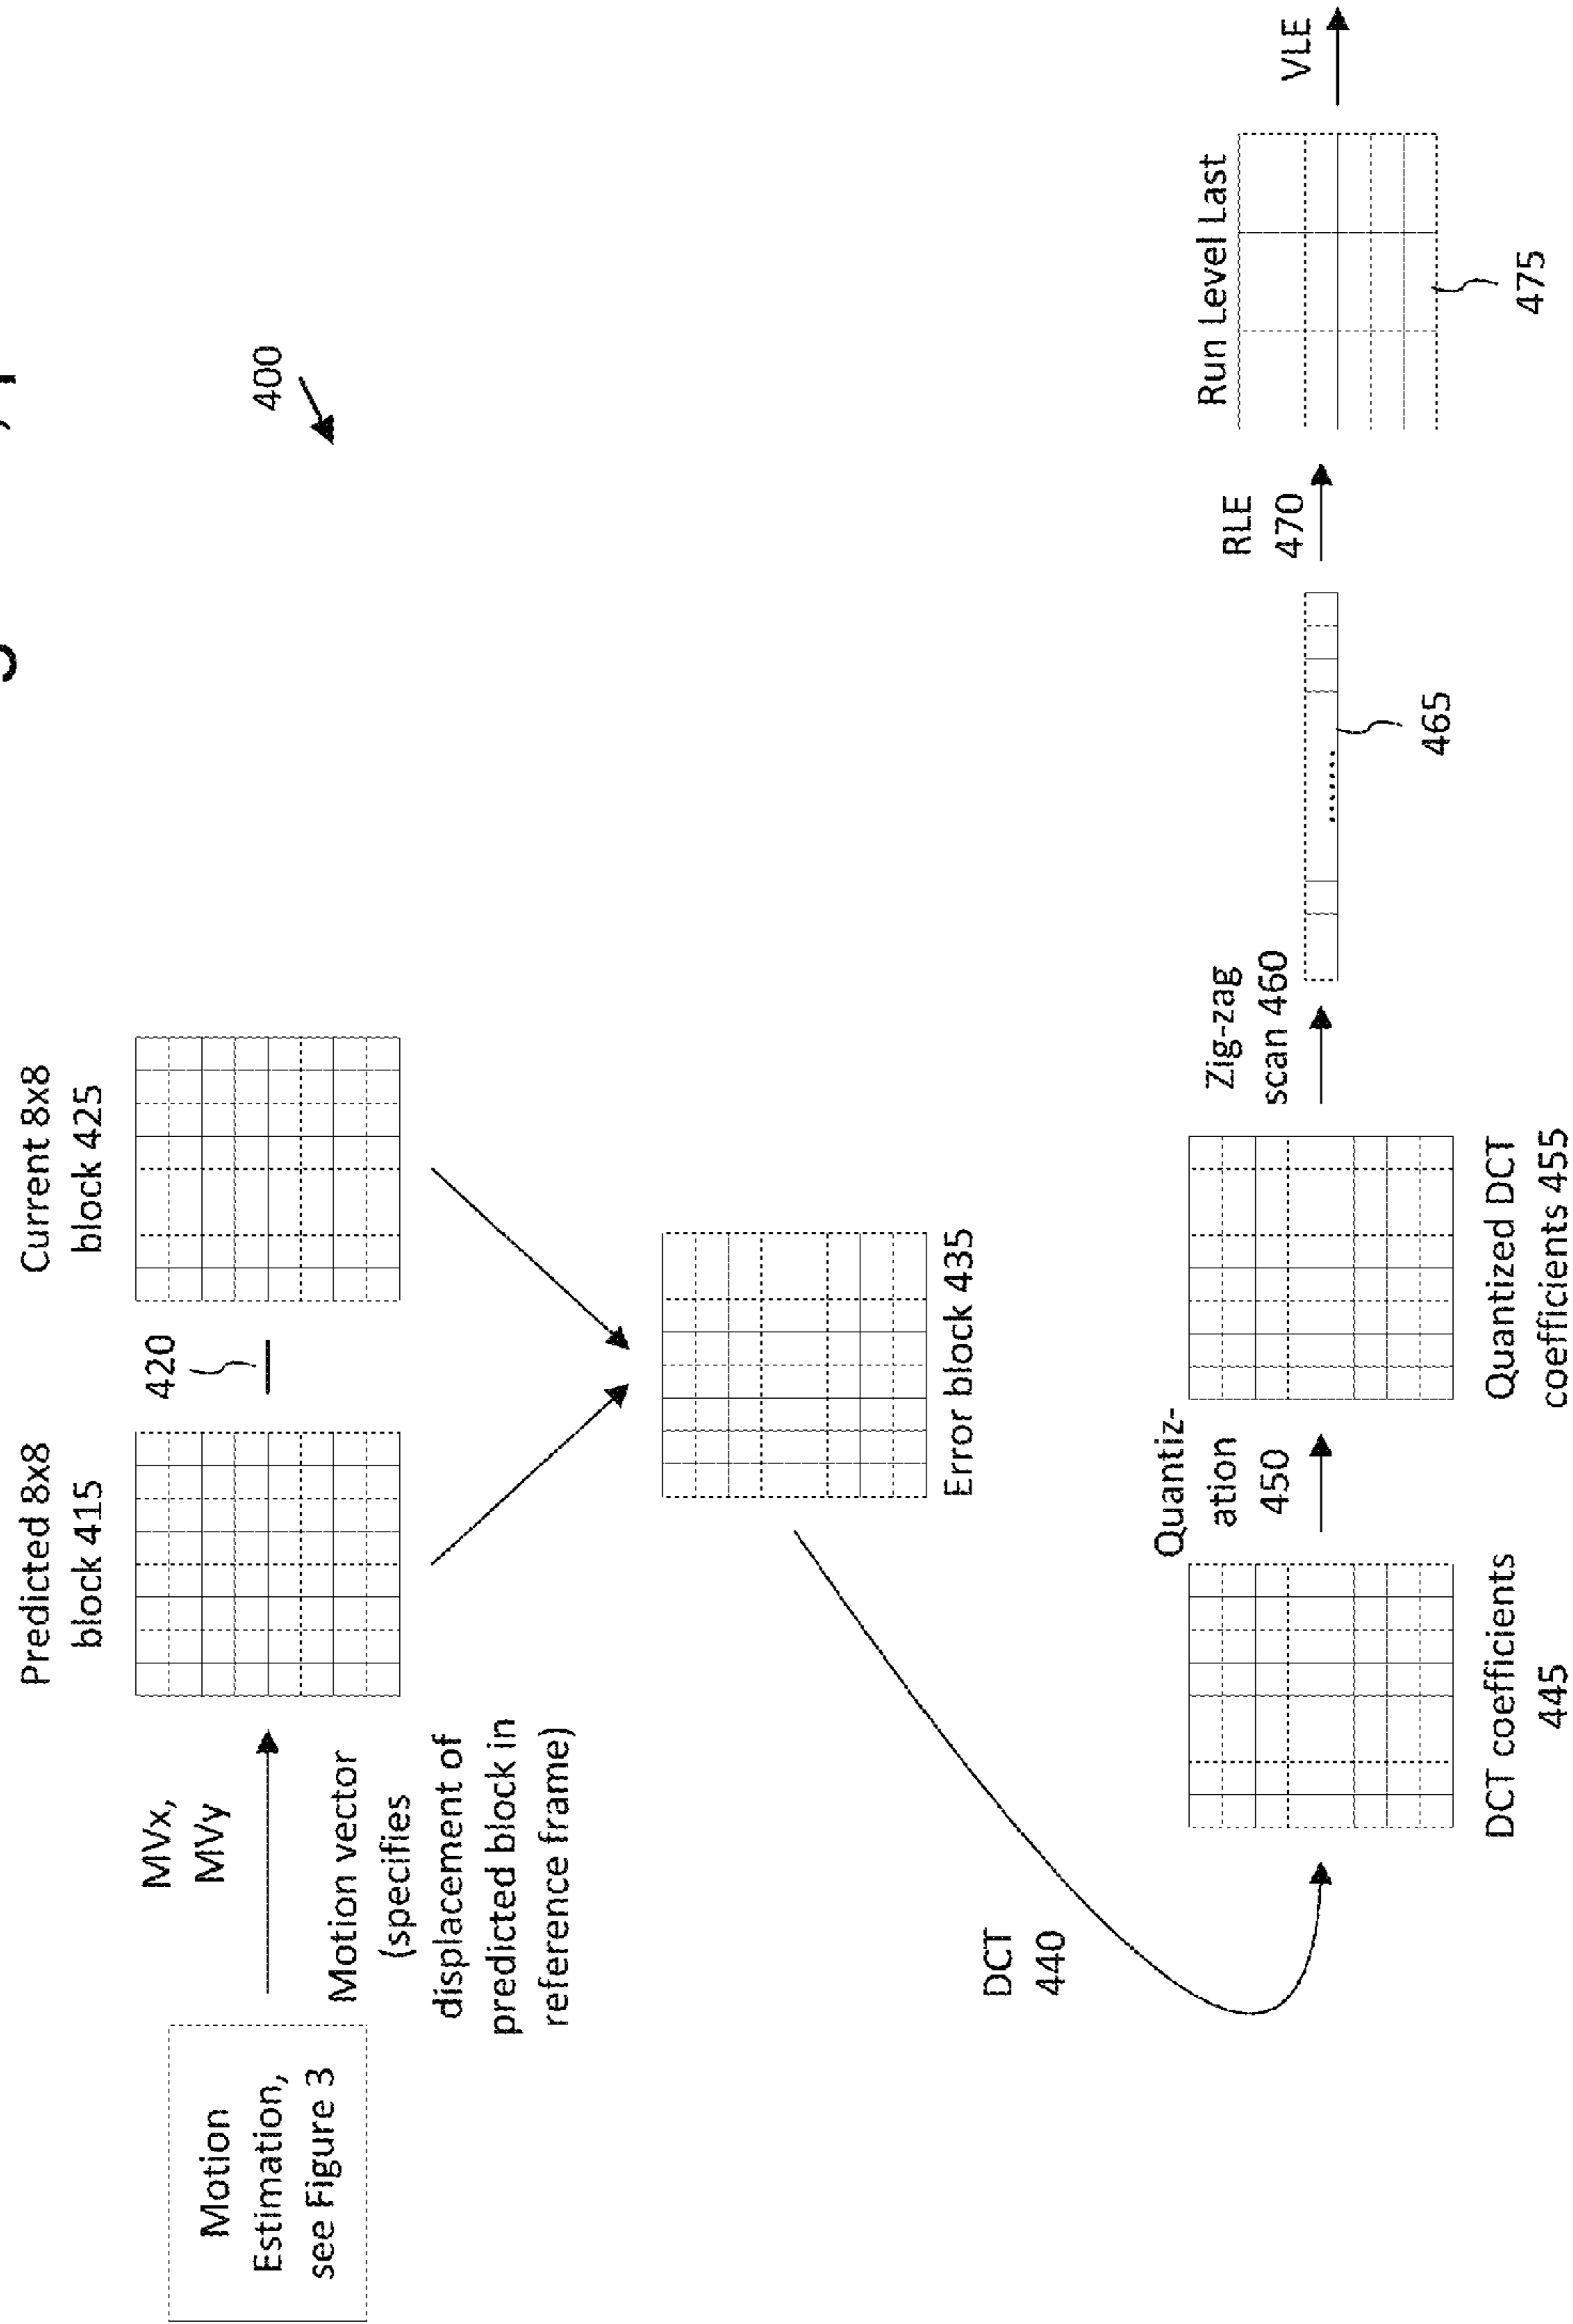 400
Motion
Estimation,
see Figure 3
MVx,
MVy
Motion vector
(specifies
displacement of
predicted block in
reference frame)
Predicted 8x8
block 415
420
Current 8x8
block 425
Error block 435
DCT
440
DCT coefficients
445
Quantiz-
ation
450
Quantized DCT
coefficients 455
Zig-zag
scan 460
465
RLE
470
Run Level Last
475
VLE